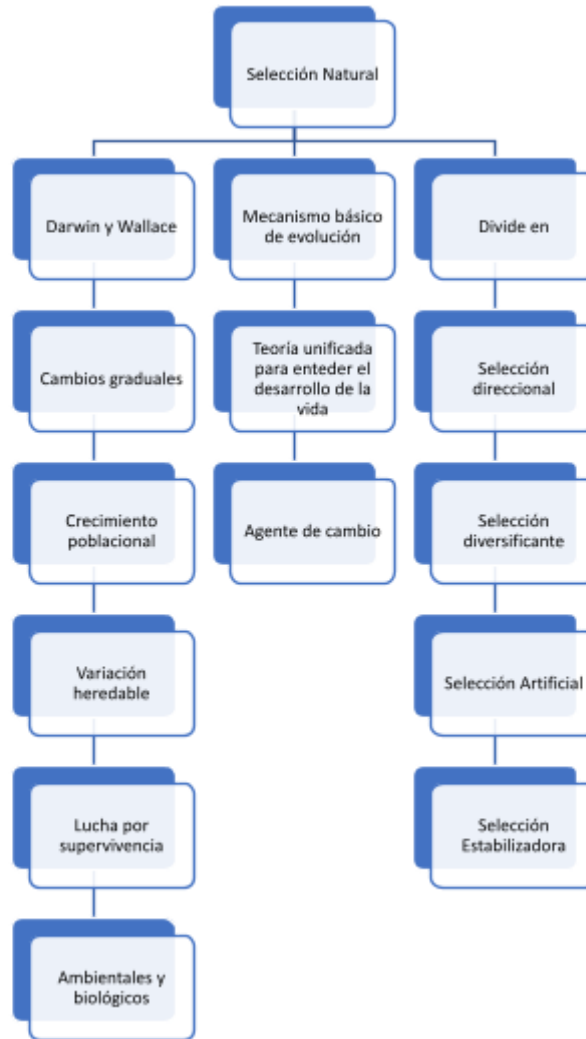 Selección Natural
Darwin y Wallace
Cambios graduales
Crecimiento
poblacional
Variación
heredable
Lucha por
supervivencia
Ambientales y
biológicos
Mecanismo básico
de evolución
Teoría unificada
para enteder el
desarrollo de la
vida
Agente de cambio
Divide en
Selección
direccional
Selección
diversificante
Selección Artificial
Selección
Estabilizadora